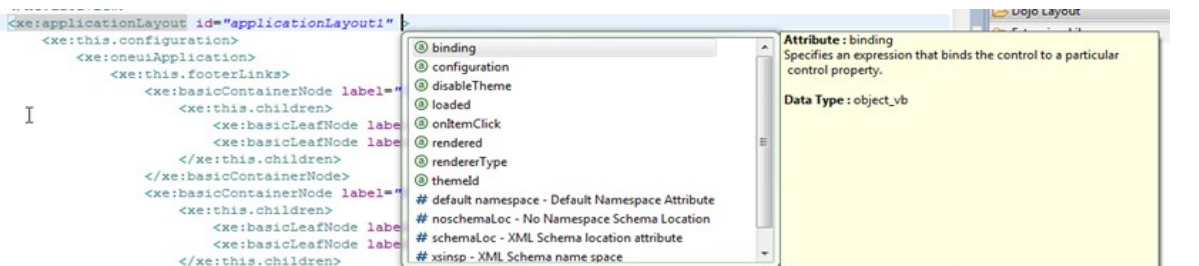 Dojo Layout
<xe:applicationLayout id="applicationLayout1" >
<xe:this.configuration>
<xe:oneuiApplication>
<xe:this.footerLinks>
<xe:basicContainerNode label="
<xe:this.children>
<xe:basicLeafNode labe
<xe:basicLeafNode labe
</xe:this.children>
</xe:basicContainerNode>
<xe:basicContainerNode label="
<xe:this.children>
<xe:basicLeafNode labe
<xe:basicLeafNode labe
</xe:this.children>
binding
configuration
disableTheme
loaded
onItemClick
rendered
rendererType
themeId
# default namespace - Default Namespace Attribute
# noschemaLoc - No Namespace Schema Location
# schemaLoc - XML Schema location attribute
# xsinsp - XML Schema name space
Attribute : binding
Specifies an expression that binds the control to a particular
control property.
Data Type : object_vb